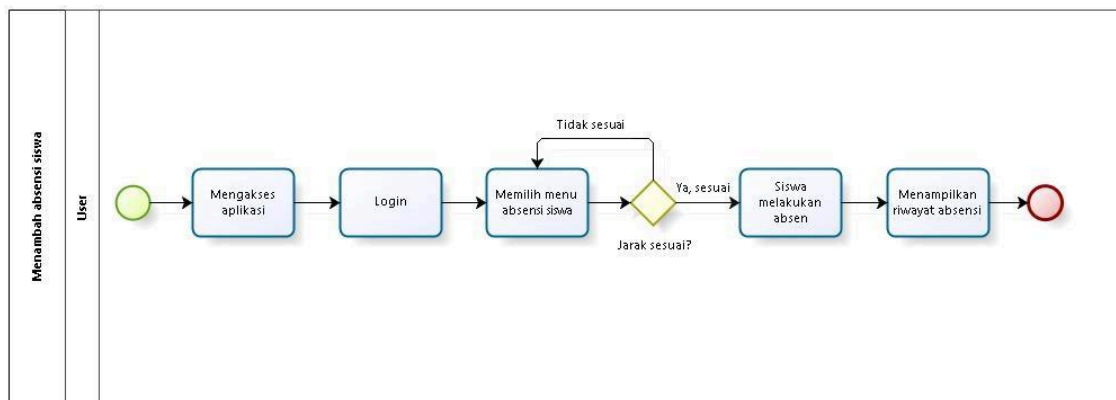 Menambah absensi siswa
User
Mengakses
aplikasi
Login
Tidak sesuai
Memilih menu
absensi siswa
Jarak sesuai?
Ya, sesuai
Siswa
melakukan
absen
Menampilkan
riwayat absensi